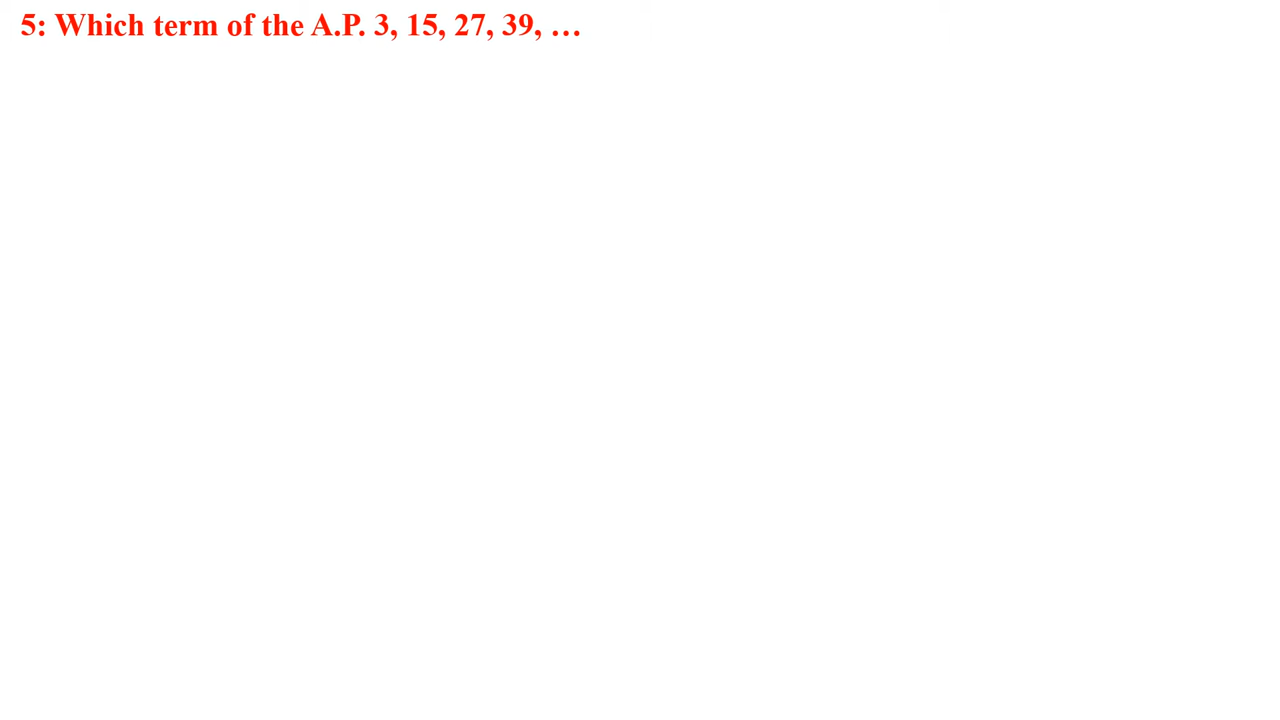 5: Which term of the A.P. 3, 15, 27, 39, …